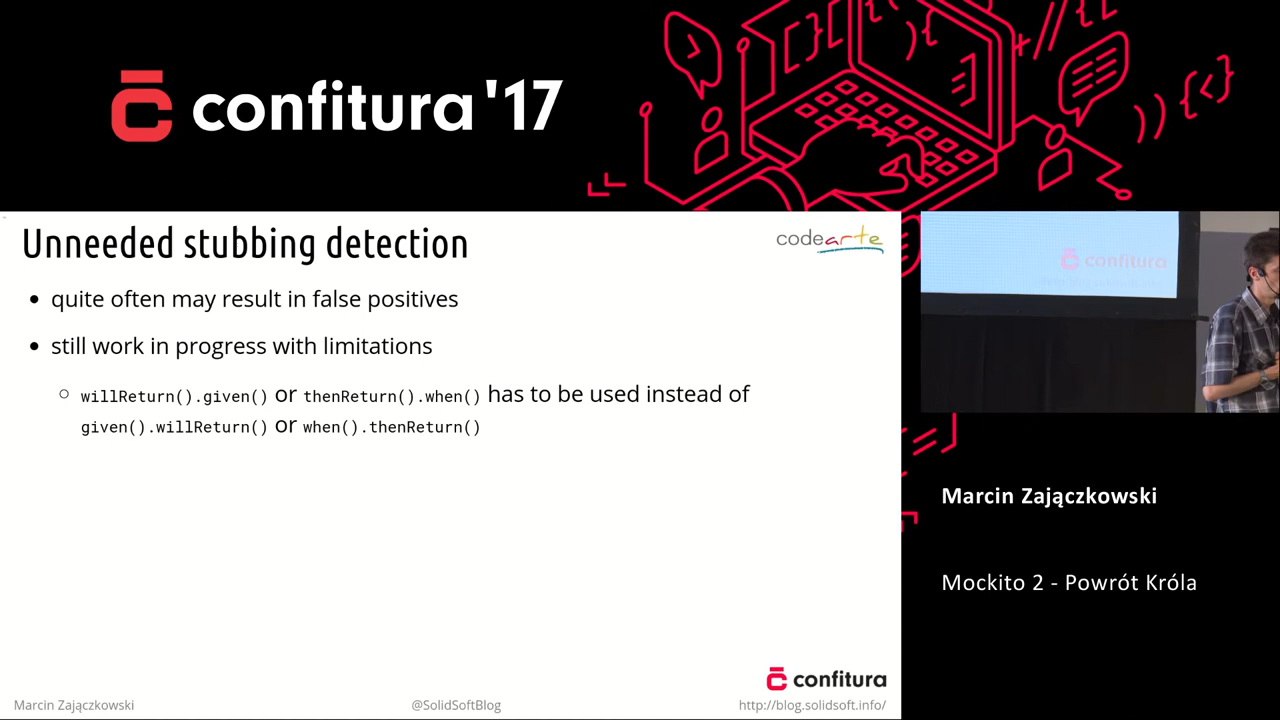 confitura '17
Unneeded stubbing detection
codearte
• quite often may result in false positives
• still work in progress with limitations
○ willReturn().given() or thenReturn().when() has to be used instead of
given().willReturn() or when().thenReturn()
confitura
Marcin Zajączkowski
@SolidSoftBlog
http://blog.solidsoft.info/
confitura
Marcin Zajączkowski
Mockito 2 - Powrót Króla